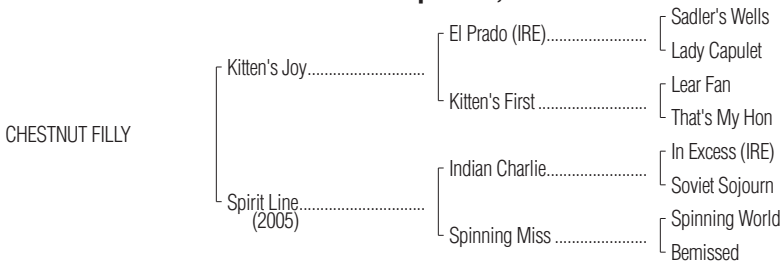 Sadler's Wells
El Prado (IRE)..........................
Lady Capulet
Kitten's Joy..............................
Lear Fan
Kitten's First ............................
That's My Hon
CHESTNUT FILLY
In Excess (IRE)
Indian Charlie..........................
Soviet Sojourn
Spirit Line................................
(2005)
Spinning World
Spinning Miss ........................
Bemissed